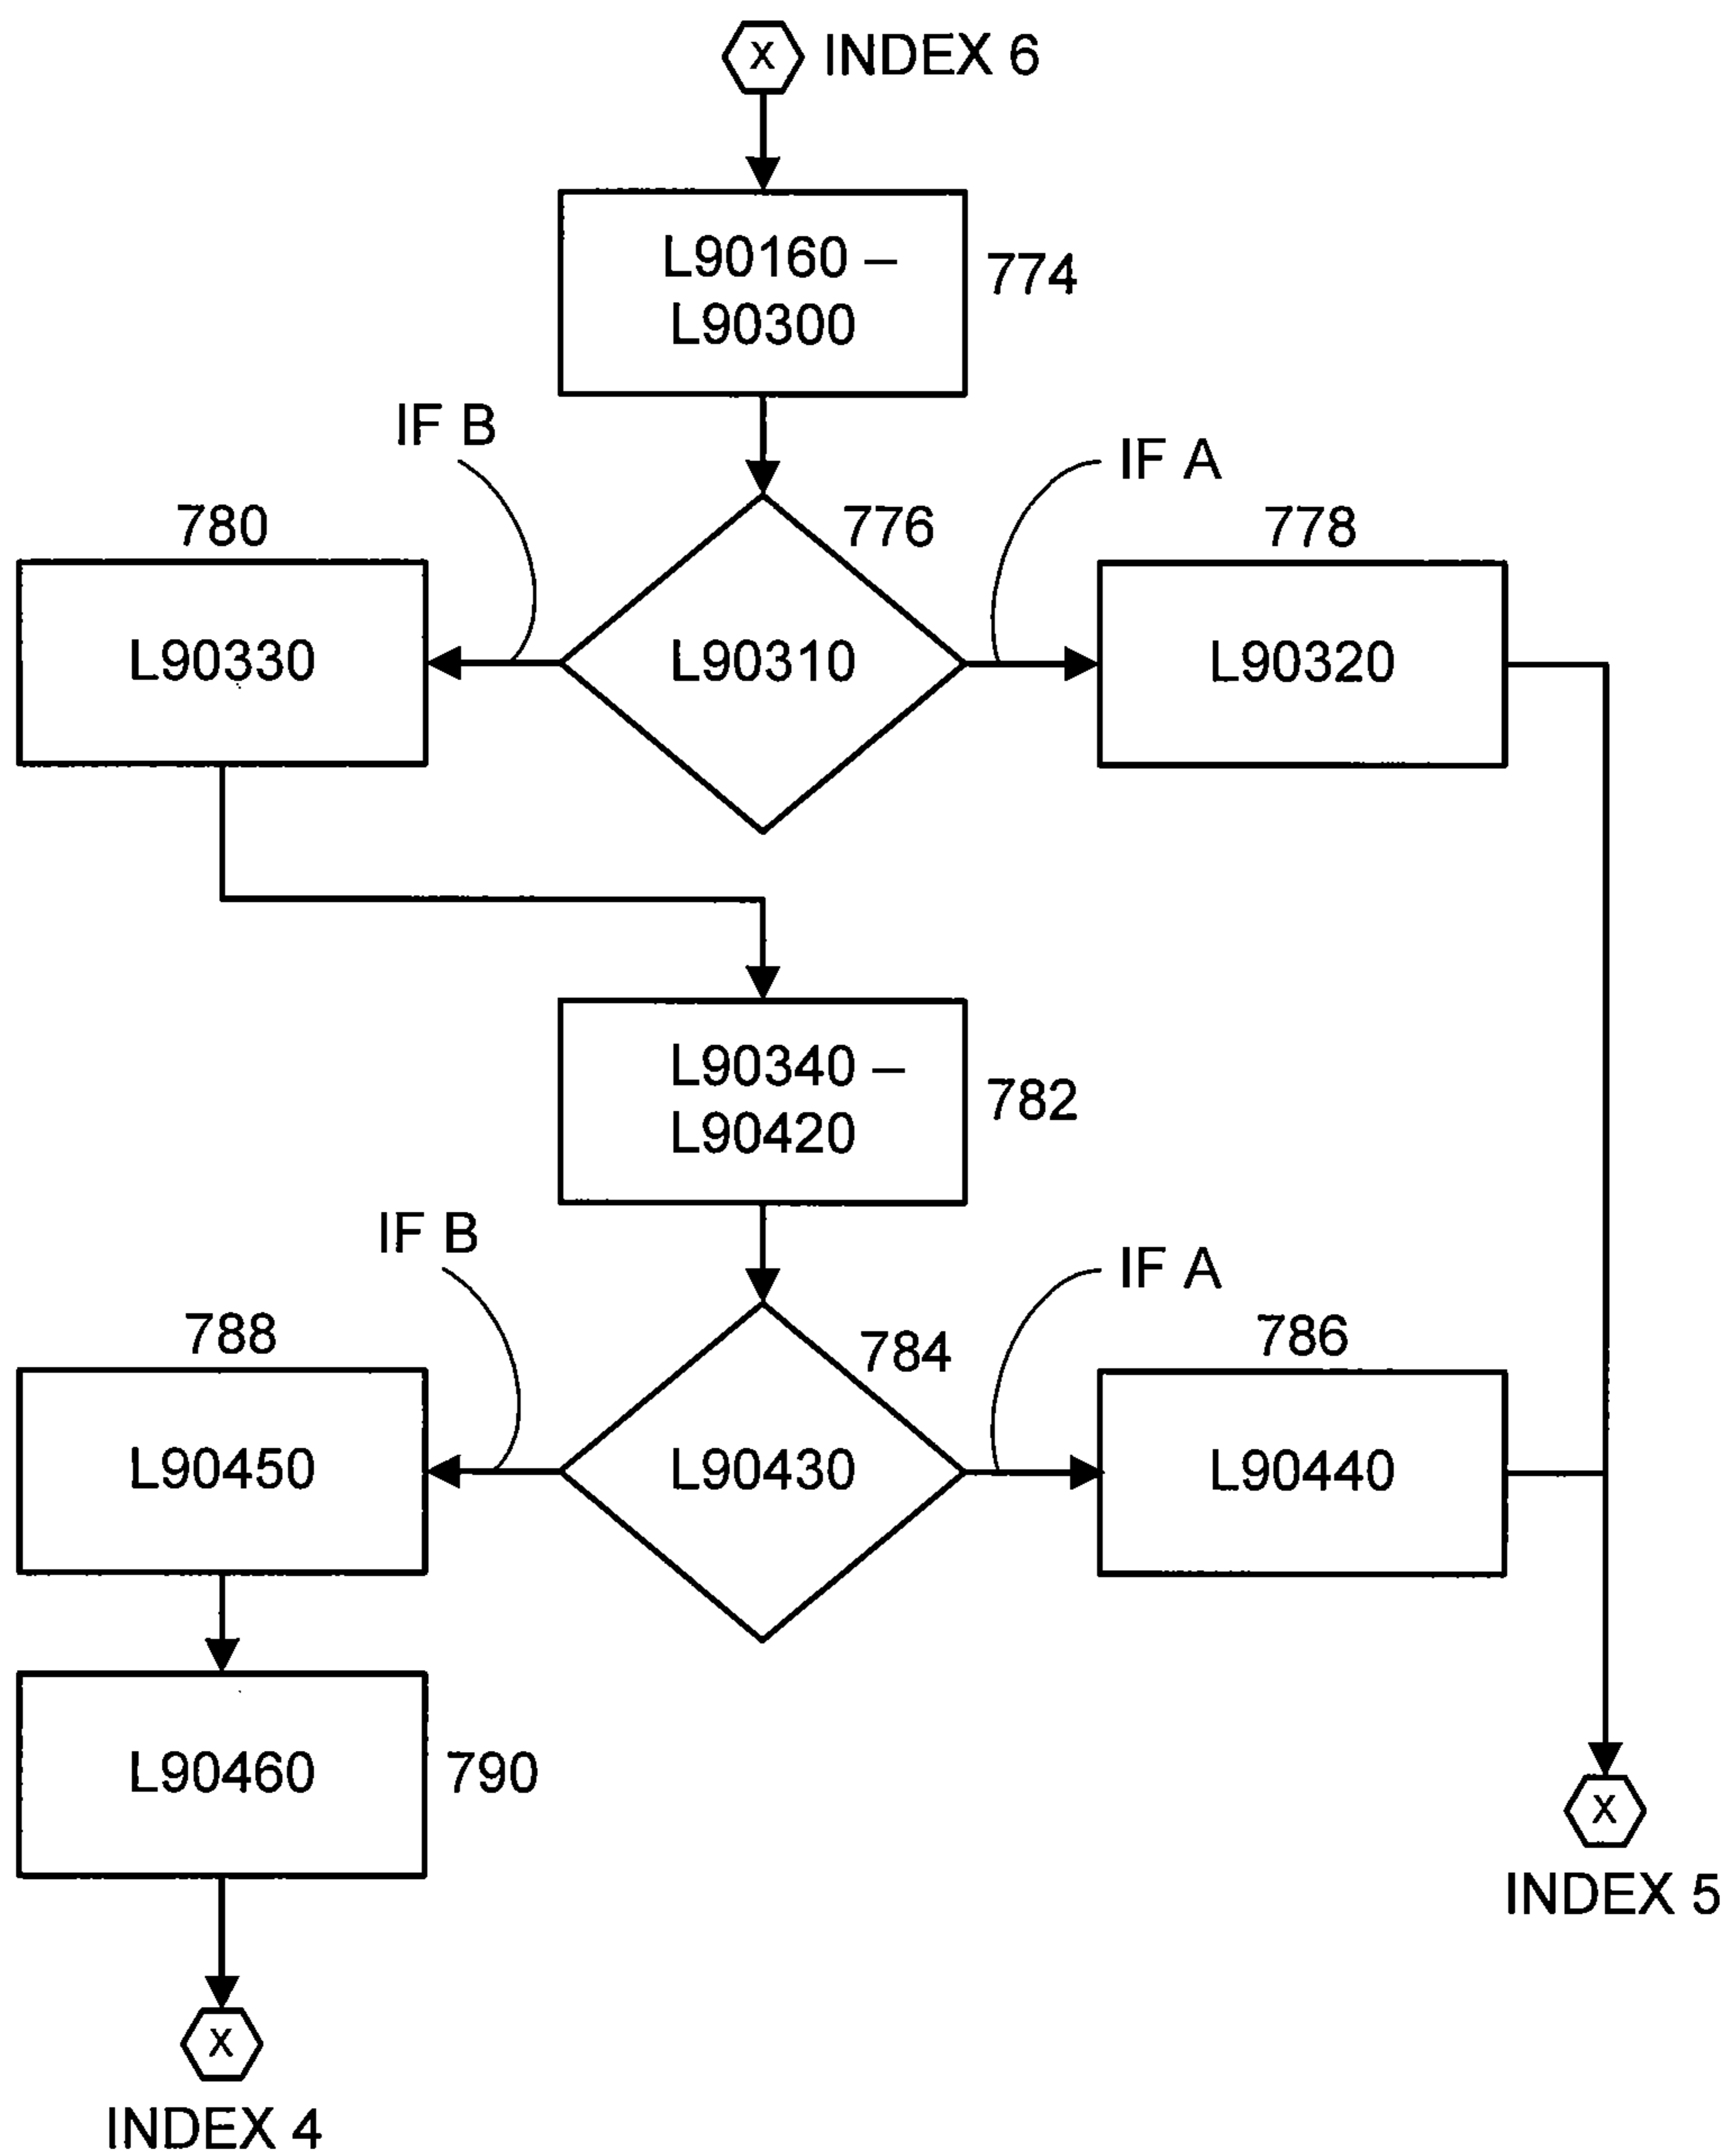 X INDEX 6
L90160 –
L90300
774
IF B
IF A
780
776
778
L90330
L90310
L90320
L90340 –
L90420
782
IF B
IF A
788
784
786
L90450
L90430
L90440
L90460
790
X
INDEX 5
X
INDEX 4